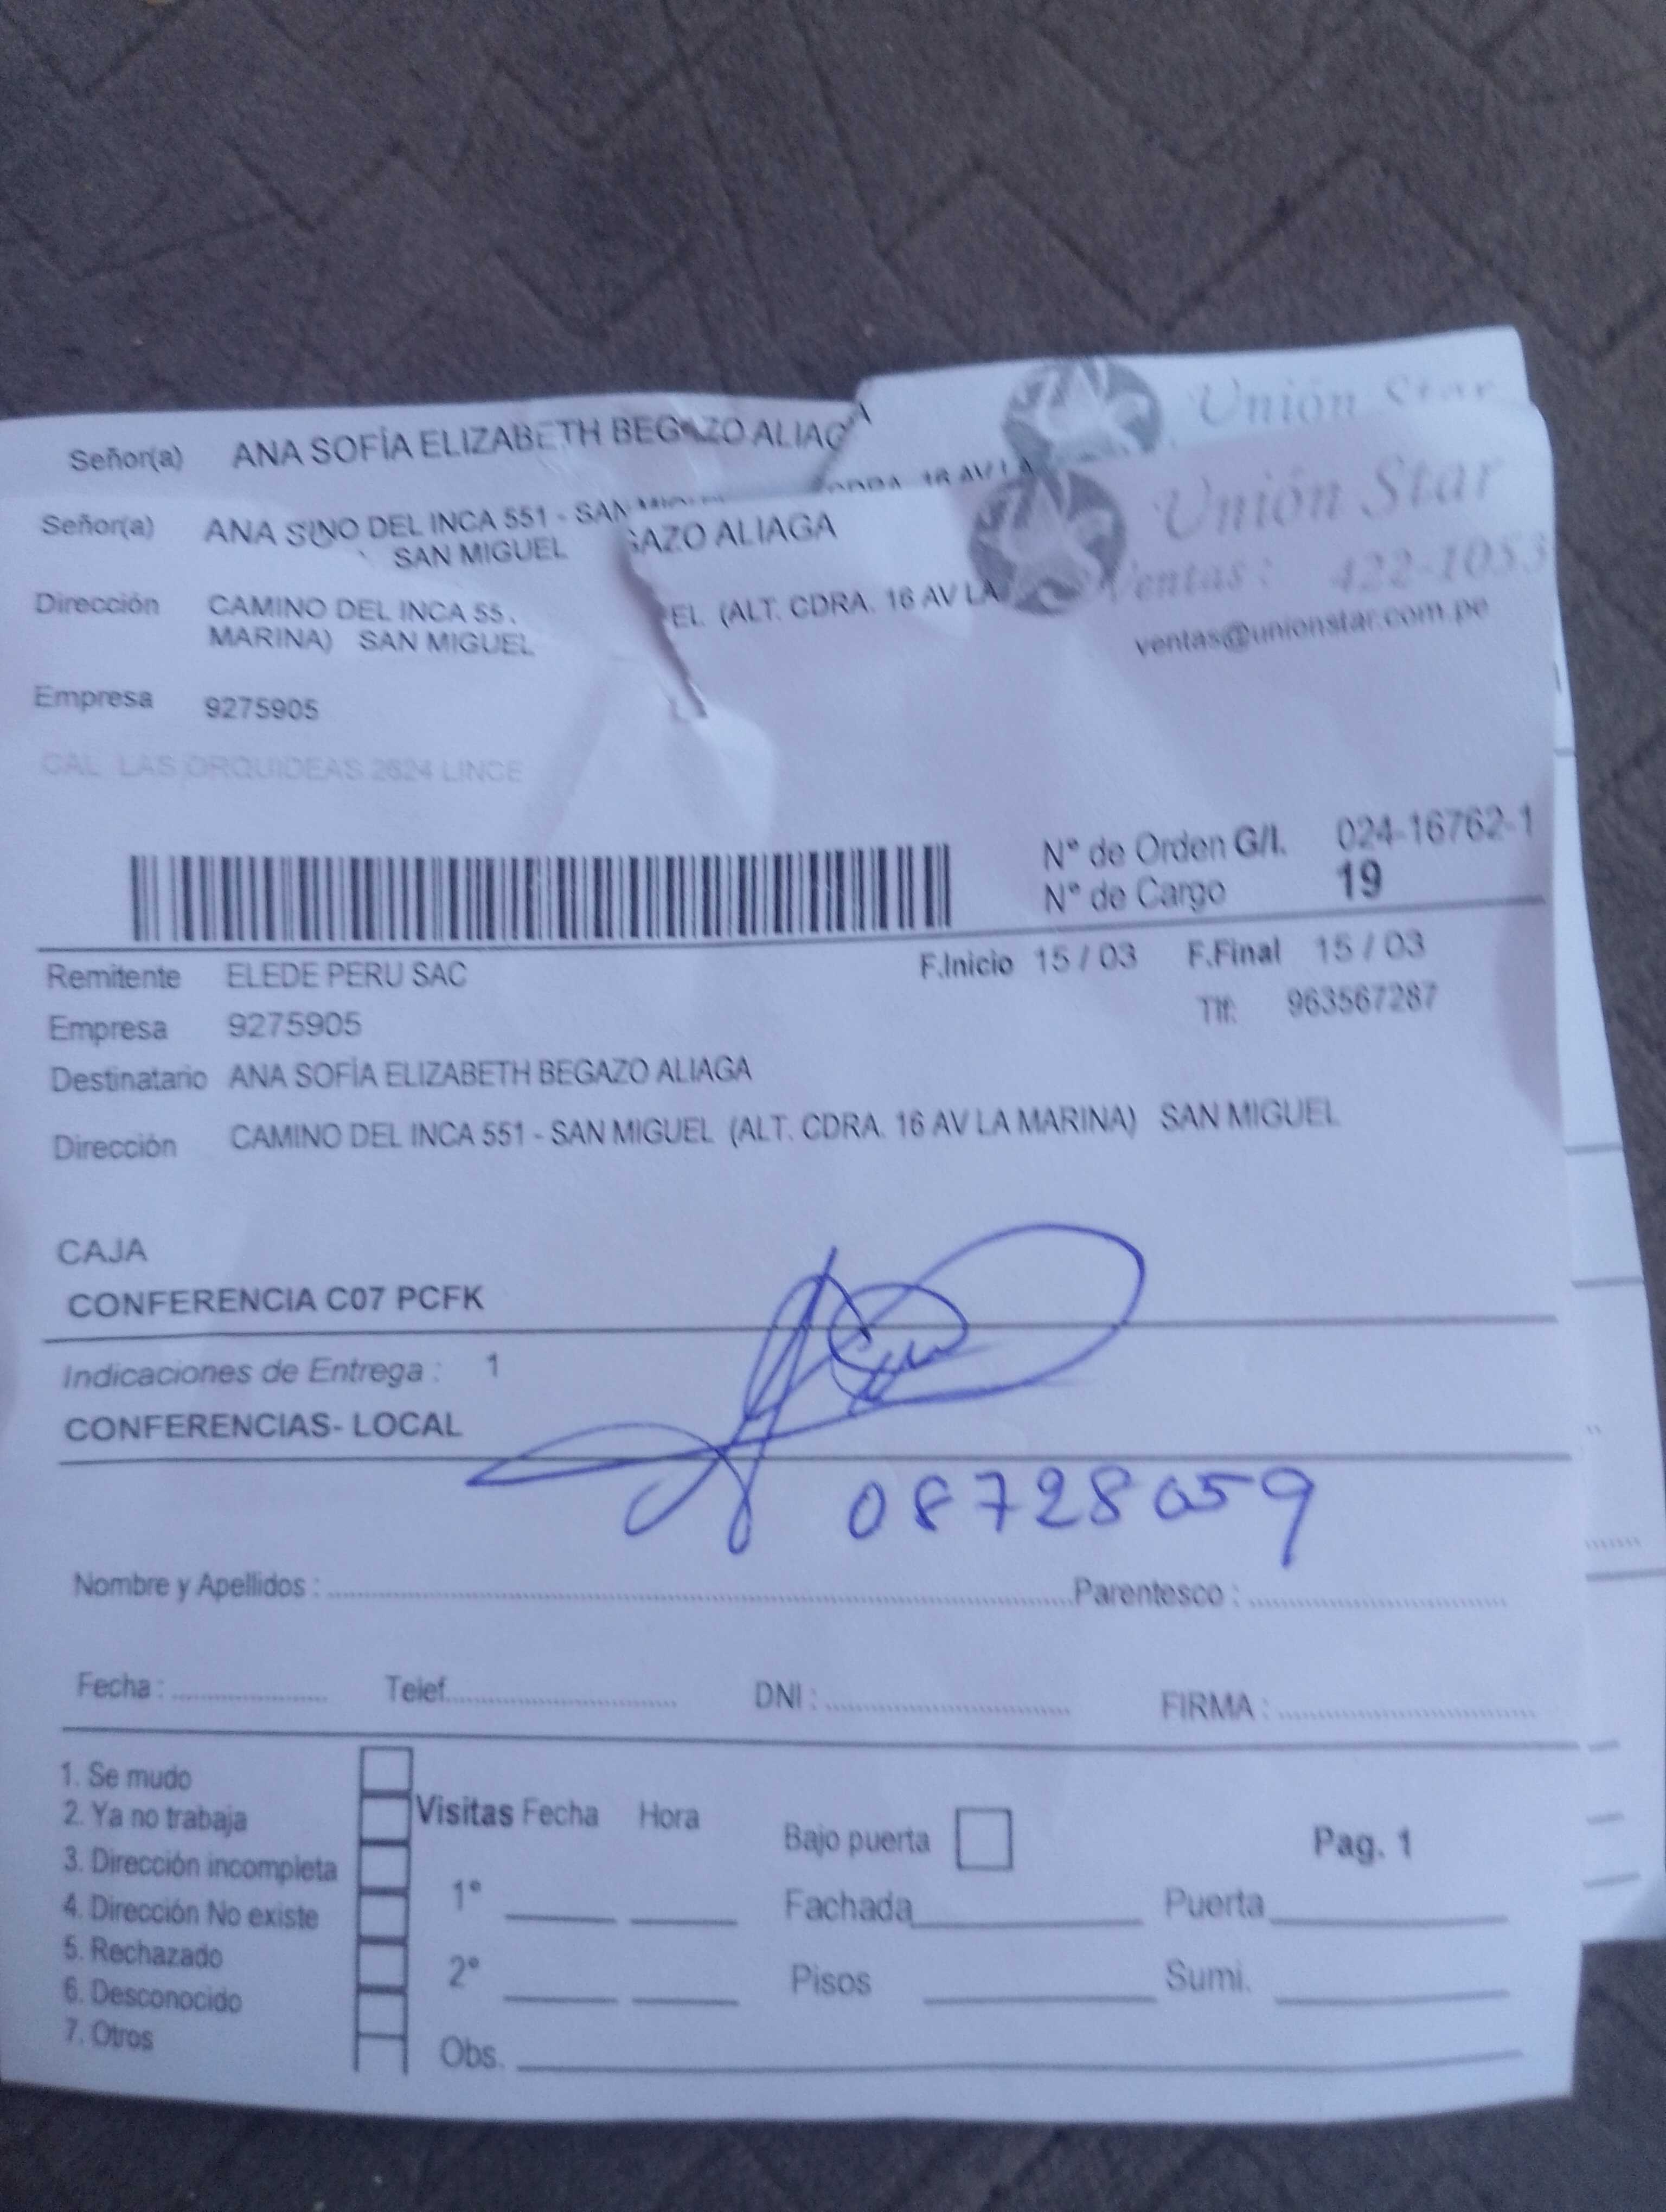 Señor(a) ANA SOFÍA ELIZABETH BEGAZO ALIAGA
Unión Star
CDRA. 16 AV LA
Señor(a) ANA S NO DEL INCA 551 - SAN
SAN MIGUEL GAZO ALIAGA
Unión Star
Ventas : 422-1053
ventas@unionstar.com.pe
Dirección CAMINO DEL INCA 55 EL (ALT. CDRA. 16 AV LA
MARINA) SAN MIGUEL
Empresa 9275905
CAL LAS ORQUIDEAS 2624 LINCE
N° de Orden G/I. 024-16762-1
N° de Cargo 19
Remitente ELEDE PERU SAC F.Inicio 15 / 03 F.Final 15 / 03
Empresa 9275905 Tlf: 963567287
Destinatario ANA SOFÍA ELIZABETH BEGAZO ALIAGA
Dirección CAMINO DEL INCA 551 - SAN MIGUEL (ALT. CDRA. 16 AV LA MARINA) SAN MIGUEL
CAJA
CONFERENCIA C07 PCFK
Indicaciones de Entrega : 1
CONFERENCIAS- LOCAL
08728059
Nombre y Apellidos : Parentesco :
Fecha : Telef. DNI : FIRMA :
1. Se mudo
2. Ya no trabaja
3. Dirección incompleta
4. Dirección No existe
5. Rechazado
6. Desconocido
7. Otros
Visitas Fecha Hora
1°
2°
Obs.
Bajo puerta
Fachada Puerta
Pisos Sumi.
Pag. 1